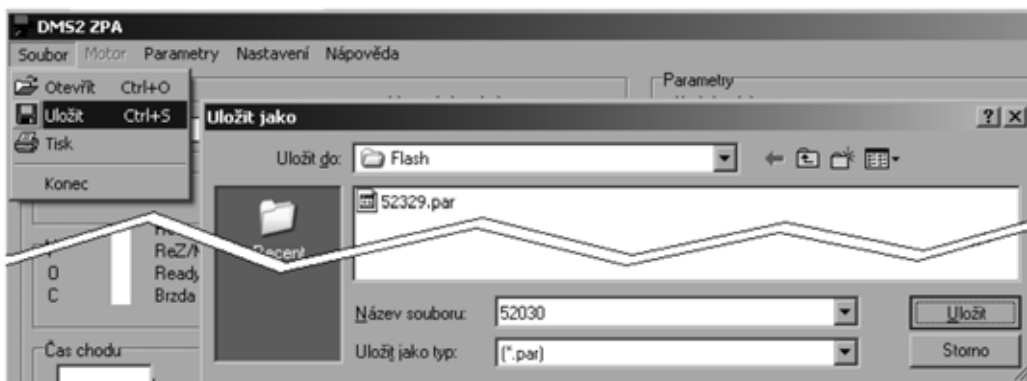 DMS2 ZPA
Soubor Motor Parametry Nastavení Nápověda
Otevřít Ctrl+O
Uložit Ctrl+S
Tisk
Konec
Parametry
Uložit jako
Uložit do: Flash
52329.par
Recent
ReZ/M
O Ready
C Brzda
Název souboru: 52030 Uložit
Uložit jako typ: (*.par) Storno
Čas chodu